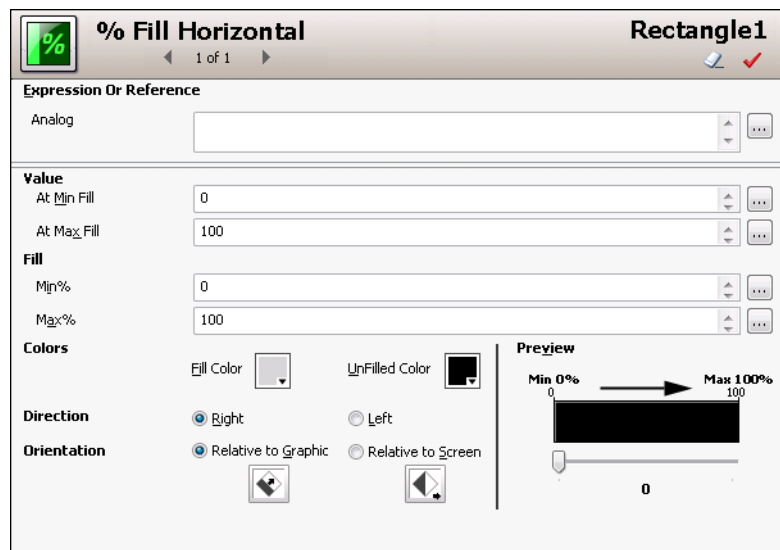 % Fill Horizontal
Rectangle1
1 of 1
Expression Or Reference
Analog
...
Value
At Min Fill 0 ...
At Max Fill 100 ...
Fill
Min% 0 ...
Max% 100 ...
Colors
Fill Color
UnFilled Color
Preview
Min 0% Max 100%
0 100
Direction
Right
Left
Orientation
Relative to Graphic
Relative to Screen
0